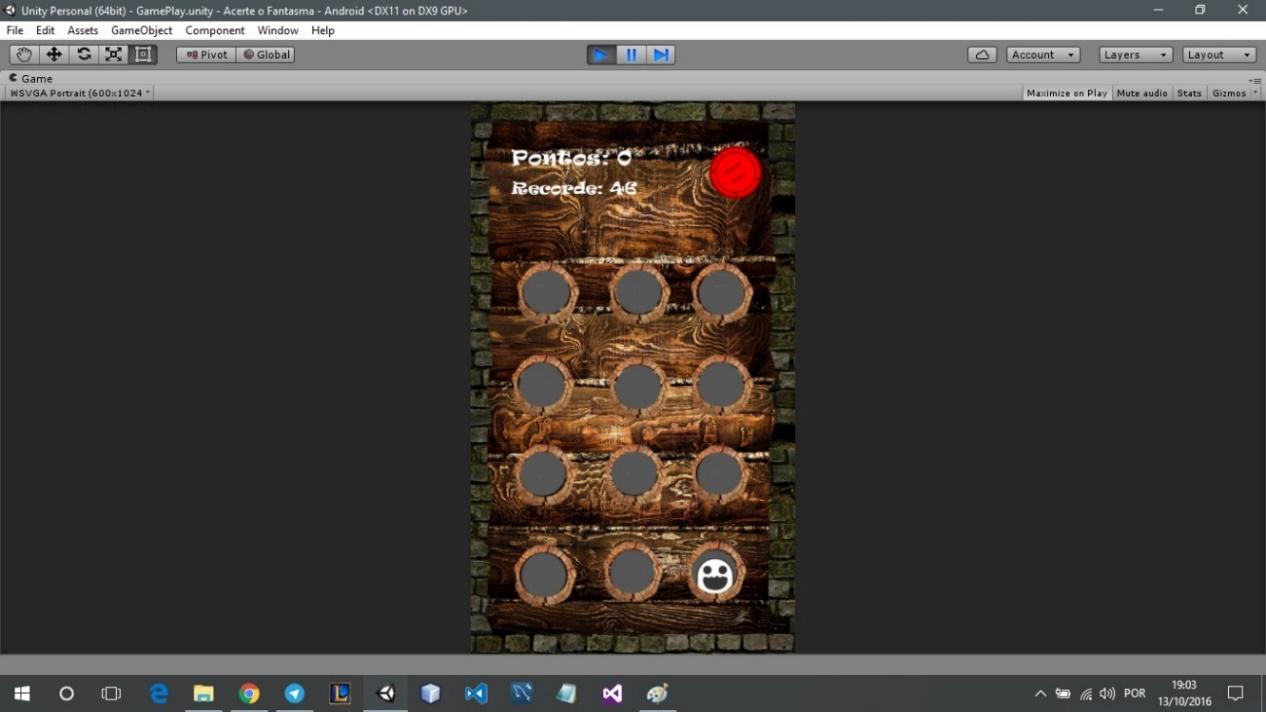 Unity Personal (64bit) - GamePlay.unity - Acerte o Fantasma - Android <DX11 on DX9 GPU>
File Edit Assets GameObject Component Window Help
Pivot Global Account Layers Layout
Game
WSVGA Portrait (600x1024 Maximize on Play Mute audio Stats Gizmos
Pontos: 0
Recorde: 46
POR 19:03
13/10/2016